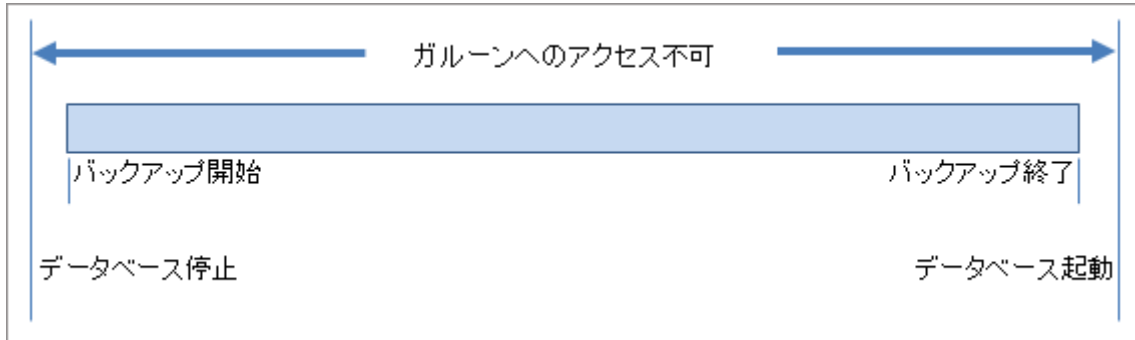 ガルーンへのアクセス不可
バックアップ開始
バックアップ終了
データベース停止
データベース起動